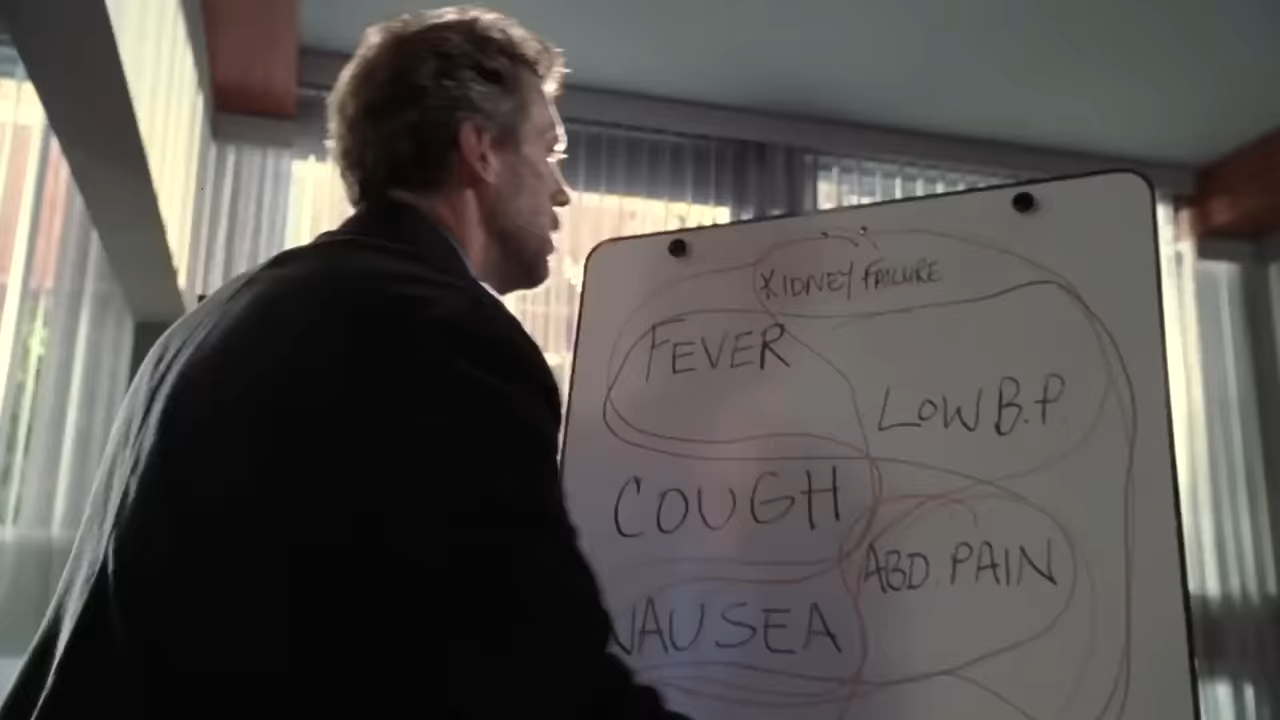 KIDNEY FAILURE
FEVER
LOW B.P
COUGH
ABD. PAIN
NAUSEA